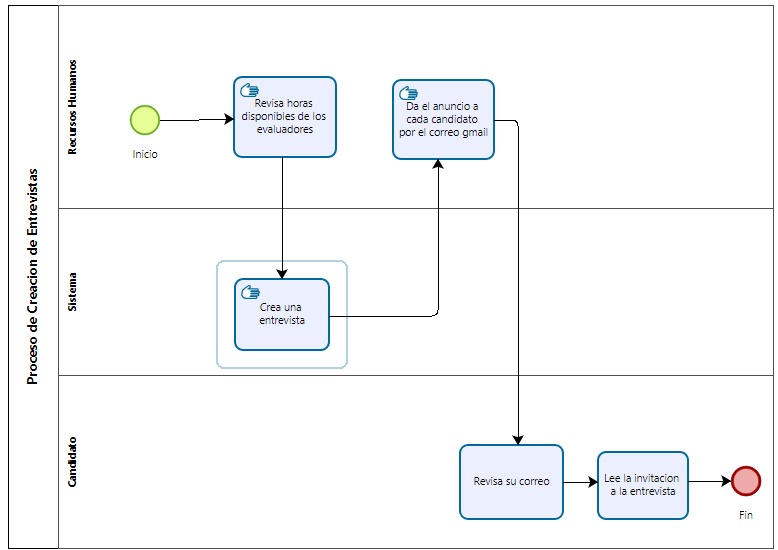 Proceso de Creacion de Entrevistas
Recursos Humanos
Inicio
Revisa horas
disponibles de los
evaluadores
Da el anuncio a
cada candidato
por el correo gmail
Sistema
Crea una
entrevista
Candidato
Revisa su correo
Lee la invitacion
a la entrevista
Fin